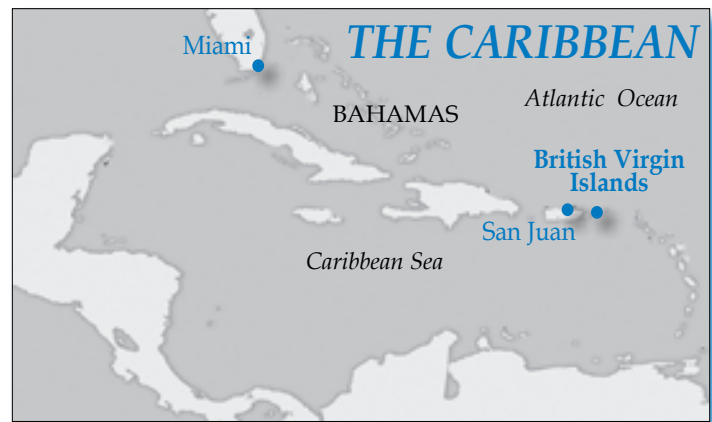 THE CARIBBEAN
Miami
Atlantic Ocean
BAHAMAS
British Virgin
Islands
San Juan
Caribbean Sea